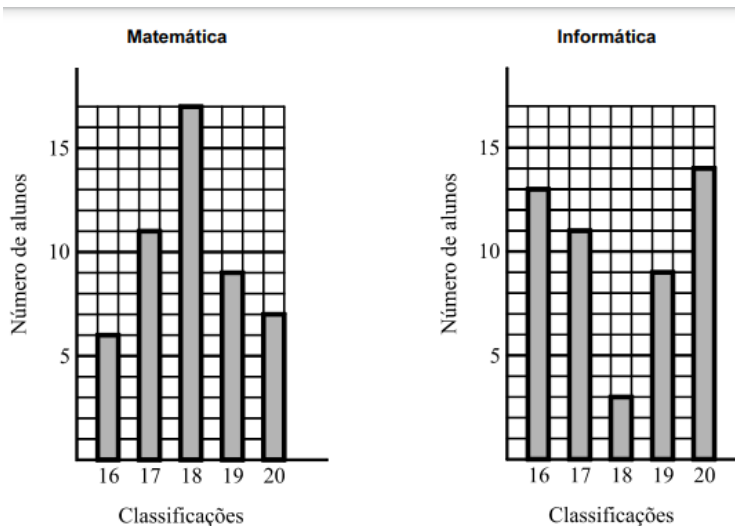 Matemática
Número de alunos
15
10
5
16 17 18 19 20
Classificações
Informática
Número de alunos
15
10
5
16 17 18 19 20
Classificações